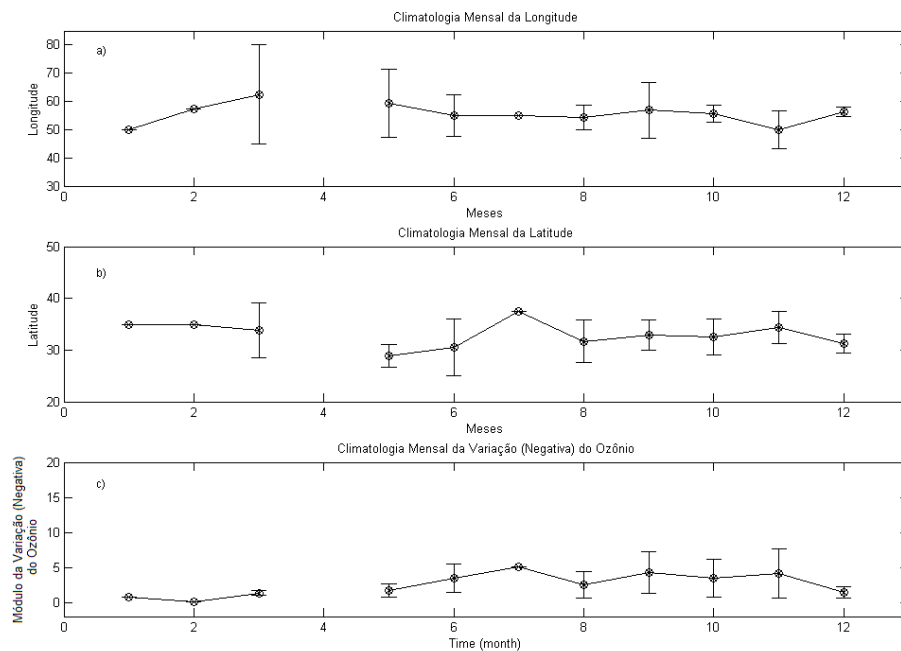 Climatologia Mensal da Longitude
a)
Longitude
80
70
60
50
40
30
0 2 4 6 8 10 12
Meses
Climatologia Mensal da Latitude
b)
Latitude
50
40
30
20
0 2 4 6 8 10 12
Meses
Climatologia Mensal da Variação (Negativa) do Ozônio
c)
Módulo da Variação (Negativa)
do Ozônio
20
15
10
5
0
0 2 4 6 8 10 12
Time (month)